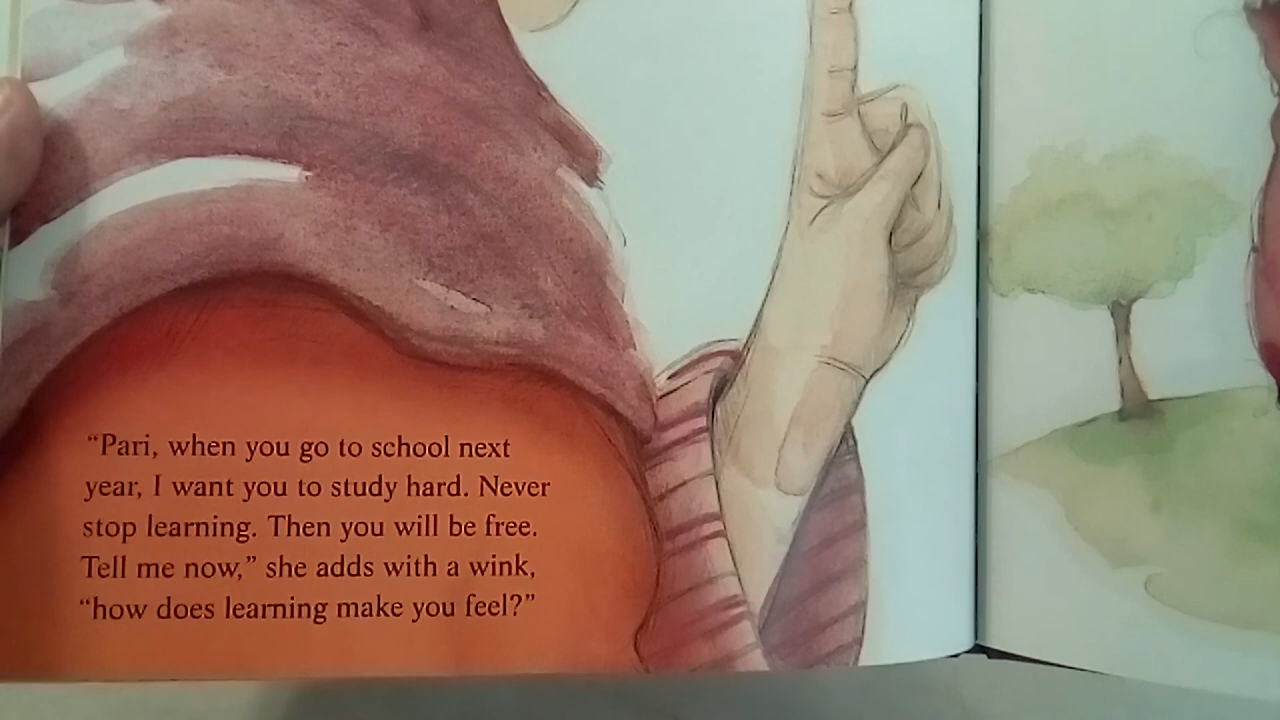 “Pari, when you go to school next
year, I want you to study hard. Never
stop learning. Then you will be free.
Tell me now,” she adds with a wink,
“how does learning make you feel?”